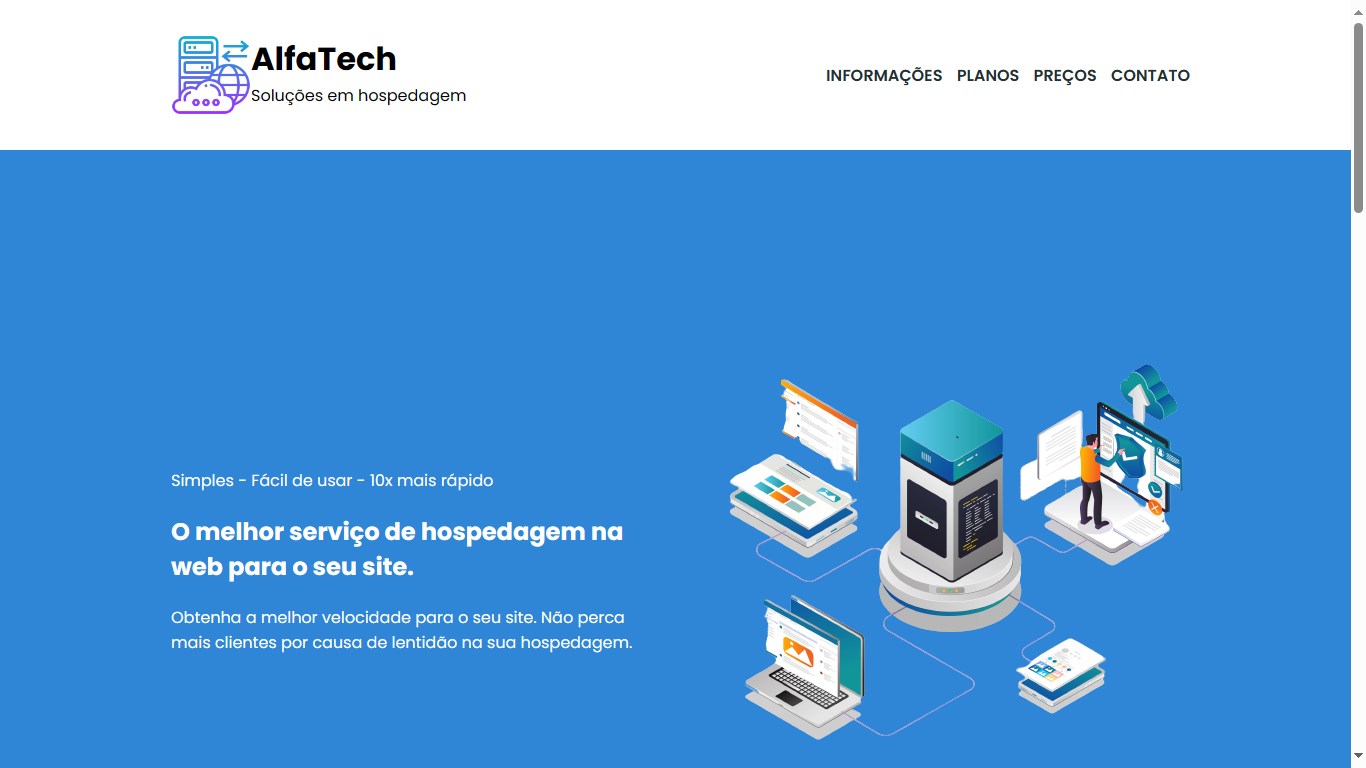 AlfaTech
Soluções em hospedagem
INFORMAÇÕES PLANOS PREÇOS CONTATO
Simples - Fácil de usar - 10x mais rápido
O melhor serviço de hospedagem na
web para o seu site.
Obtenha a melhor velocidade para o seu site. Não perca
mais clientes por causa de lentidão na sua hospedagem.